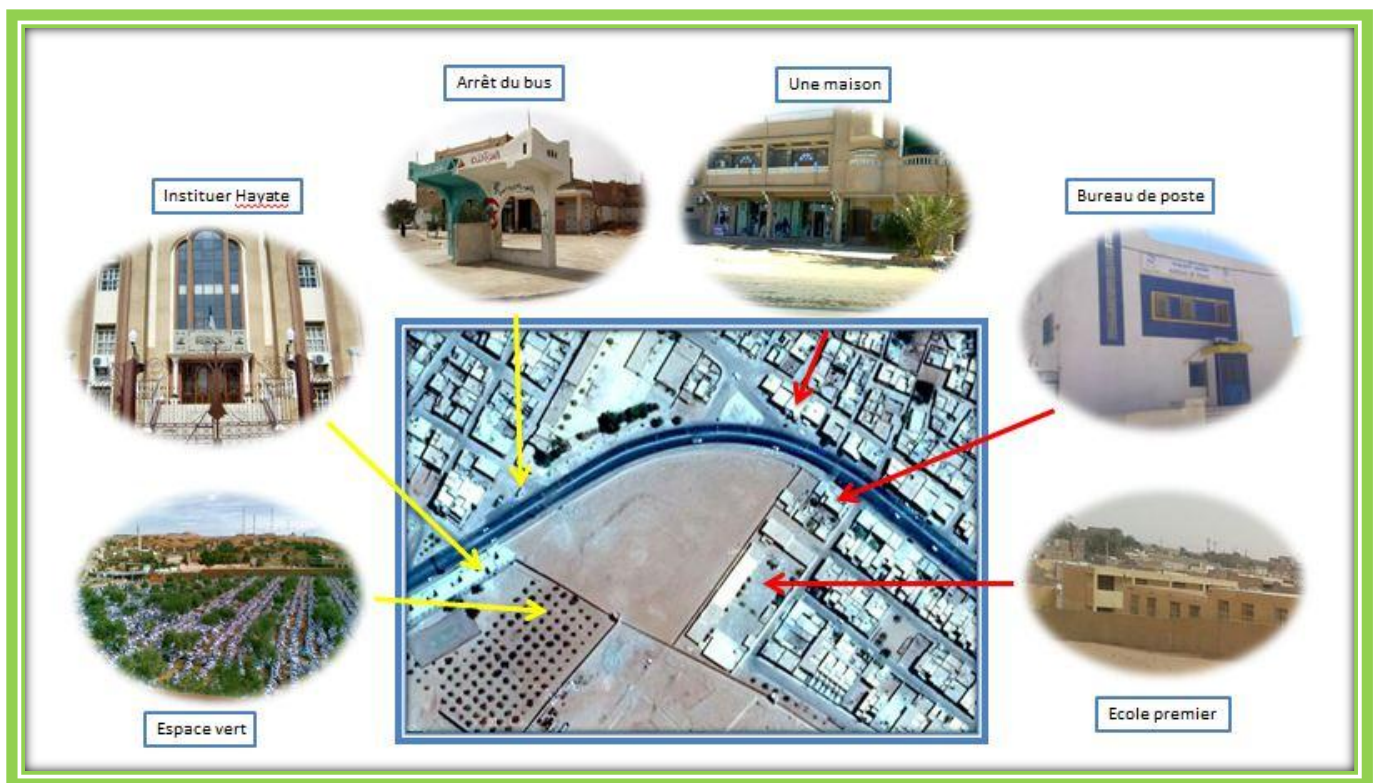 Arrêt du bus
Une maison
Instituer Hayate
Bureau de poste
Espace vert
Ecole premier